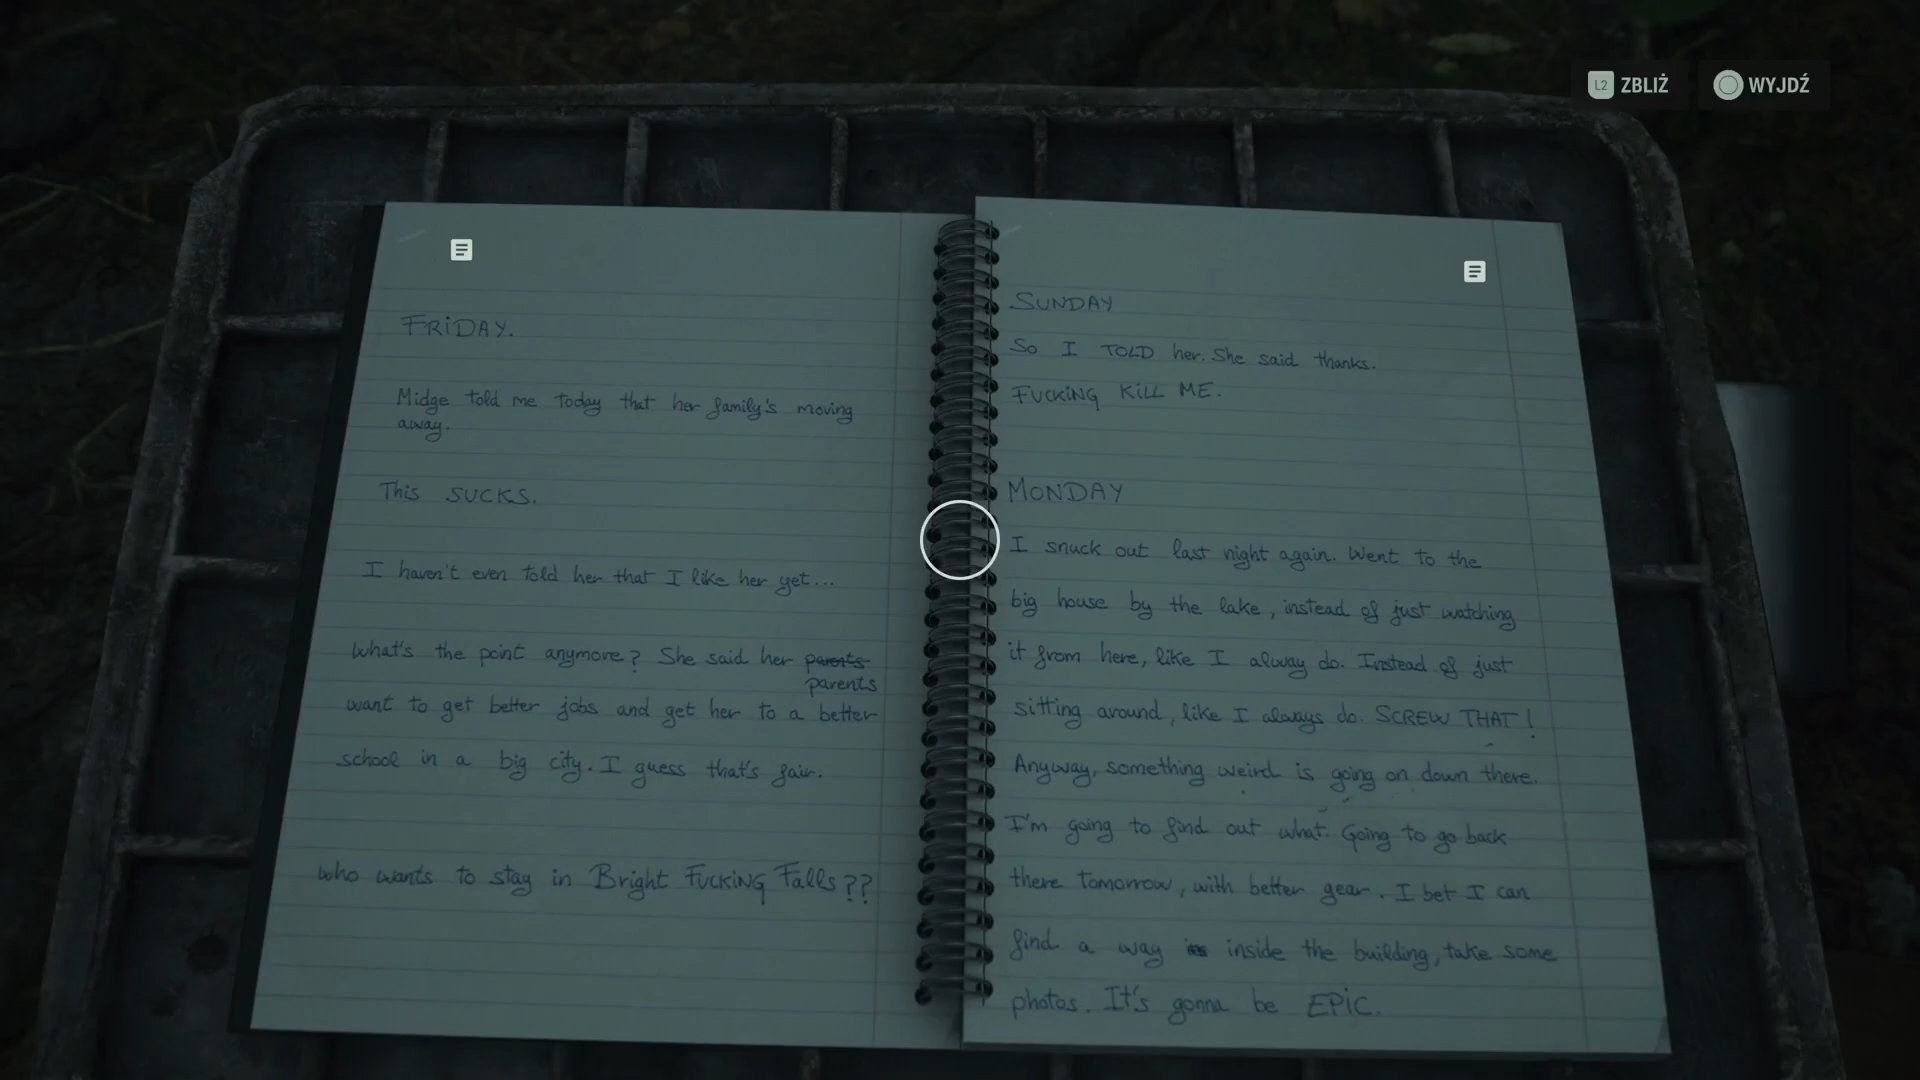 L2 ZBLIŻ
WYJDŹ
FRiDAY.
Midge told me today that her family's moving
away.
This SUCKS.
I haven't even told her that I like her yet...
what's the point anymore? She said her parents
parents
want to get better jobs and get her to a better
school in a big city. I guess that's fair.
who wants to stay in Bright FUCKiNG Falls??
SUNDAY
So I TOLD her. She said thanks.
FUCKiNG KiLL ME.
MONDAY
I snuck out last night again. Went to the
big house by the lake, instead of just watching
it from here, like I alway do. Instead of just
sitting around, like I always do. SCREW THAT!
Anyway, something weird is going on down there.
I'm going to find out what. Going to go back
there tomorrow, with better gear. I bet I can
find a way inside the building, take some
photos. It's gonna be EPiC.